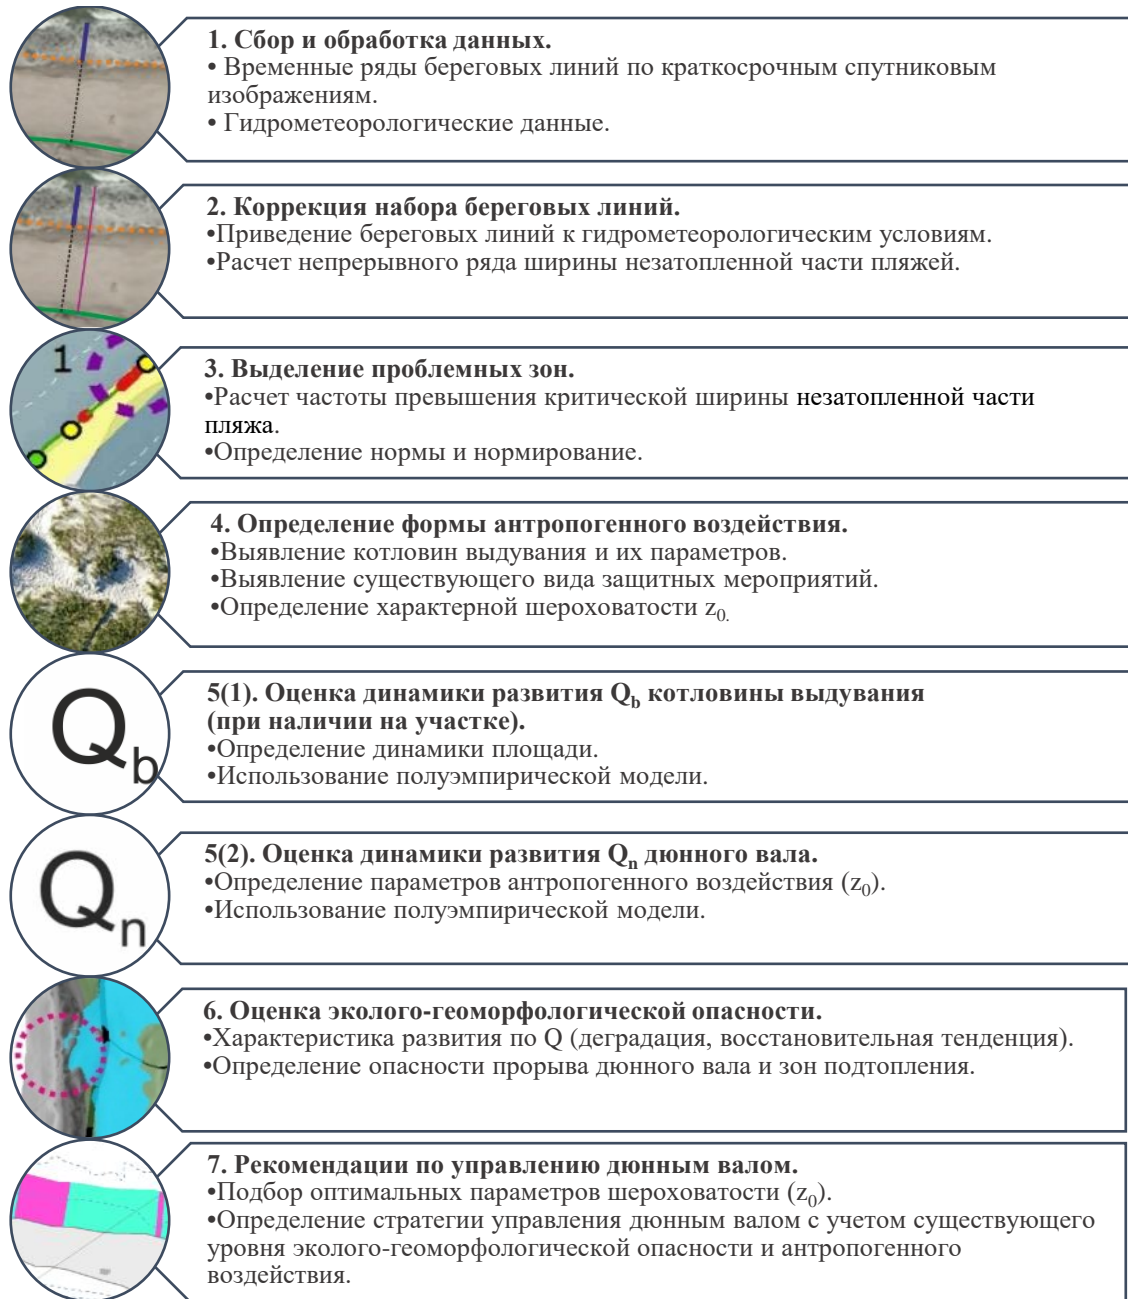 1. Сбор и обработка данных.
• Временные ряды береговых линий по краткосрочным спутниковым
изображениям.
• Гидрометеорологические данные.
2. Коррекция набора береговых линий.
•Приведение береговых линий к гидрометеорологическим условиям.
•Расчет непрерывного ряда ширины незатопленной части пляжей.
1
3. Выделение проблемных зон.
•Расчет частоты превышения критической ширины незатопленной части
пляжа.
•Определение нормы и нормирование.
4. Определение формы антропогенного воздействия.
•Выявление котловин выдувания и их параметров.
•Выявление существующего вида защитных мероприятий.
•Определение характерной шероховатости z₀.
Q_b
5(1). Оценка динамики развития Q_b котловины выдувания
(при наличии на участке).
•Определение динамики площади.
•Использование полуэмпирической модели.
Qₙ
5(2). Оценка динамики развития Qₙ дюнного вала.
•Определение параметров антропогенного воздействия (z₀).
•Использование полуэмпирической модели.
6. Оценка эколого-геоморфологической опасности.
•Характеристика развития по Q (деградация, восстановительная тенденция).
•Определение опасности прорыва дюнного вала и зон подтопления.
7. Рекомендации по управлению дюнным валом.
•Подбор оптимальных параметров шероховатости (z₀).
•Определение стратегии управления дюнным валом с учетом существующего
уровня эколого-геоморфологической опасности и антропогенного
воздействия.